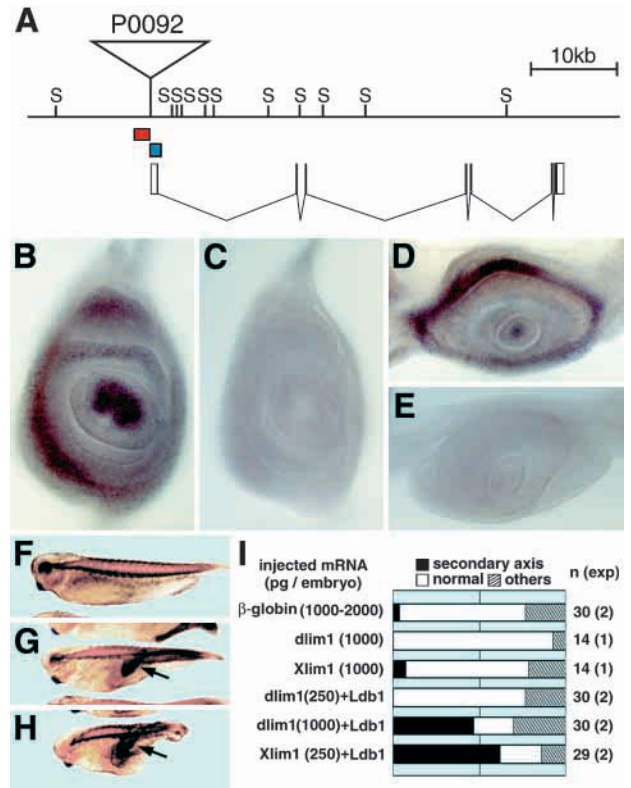 A
P0092
10kb
S S S S S S S S S S S
B
C
D
E
F
G
H
I
injected mRNA
(pg / embryo)
secondary axis
normal others
n (exp)
β-globin (1000-2000) 30 (2)
dlim1 (1000) 14 (1)
Xlim1 (1000) 14 (1)
dlim1(250)+Ldb1 30 (2)
dlim1(1000)+Ldb1 30 (2)
Xlim1 (250)+Ldb1 29 (2)